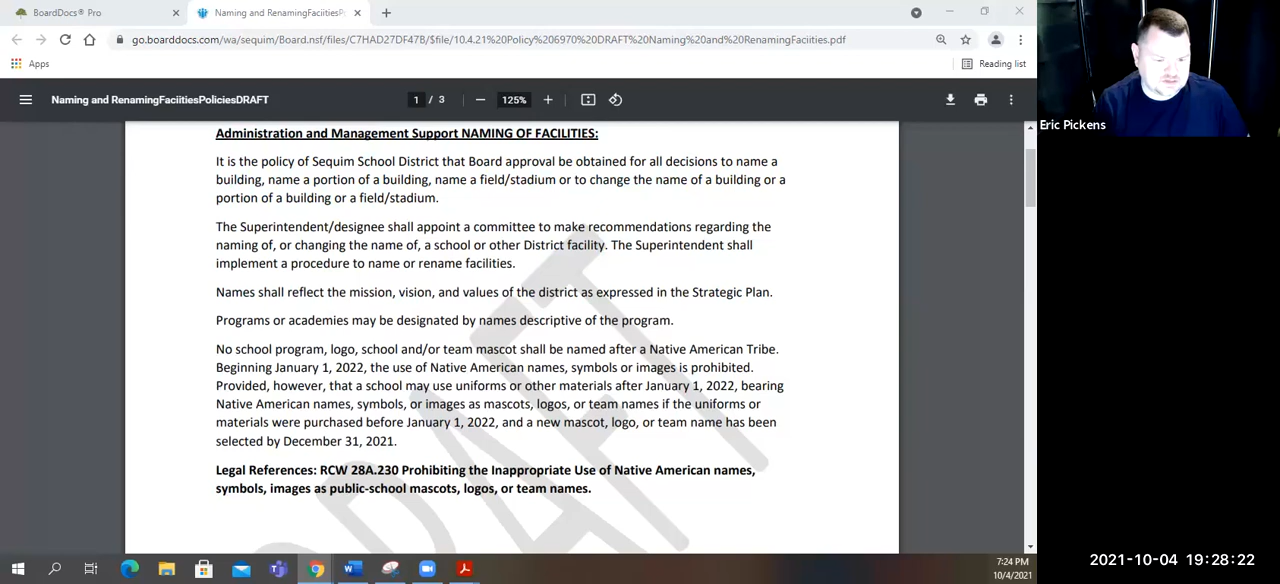 BoardDocs® Pro
Naming and RenamingFaciitiesP
go.boarddocs.com/wa/sequim/Board.nsf/files/C7HAD27DF47B/$file/10.4.21%20Policy%206970%20DRAFT%20Naming%20and%20RenamingFaciities.pdf
Apps
Reading list
Naming and RenamingFaciitiesPoliciesDRAFT
1 / 3
125%
Eric Pickens
Administration and Management Support NAMING OF FACILITIES:
It is the policy of Sequim School District that Board approval be obtained for all decisions to name a
building, name a portion of a building, name a field/stadium or to change the name of a building or a
portion of a building or a field/stadium.
The Superintendent/designee shall appoint a committee to make recommendations regarding the
naming of, or changing the name of, a school or other District facility. The Superintendent shall
implement a procedure to name or rename facilities.
Names shall reflect the mission, vision, and values of the district as expressed in the Strategic Plan.
Programs or academies may be designated by names descriptive of the program.
No school program, logo, school and/or team mascot shall be named after a Native American Tribe.
Beginning January 1, 2022, the use of Native American names, symbols or images is prohibited.
Provided, however, that a school may use uniforms or other materials after January 1, 2022, bearing
Native American names, symbols, or images as mascots, logos, or team names if the uniforms or
materials were purchased before January 1, 2022, and a new mascot, logo, or team name has been
selected by December 31, 2021.
Legal References: RCW 28A.230 Prohibiting the Inappropriate Use of Native American names,
symbols, images as public-school mascots, logos, or team names.
DRAFT
7:24 PM
10/4/2021
2021-10-04 19:28:22